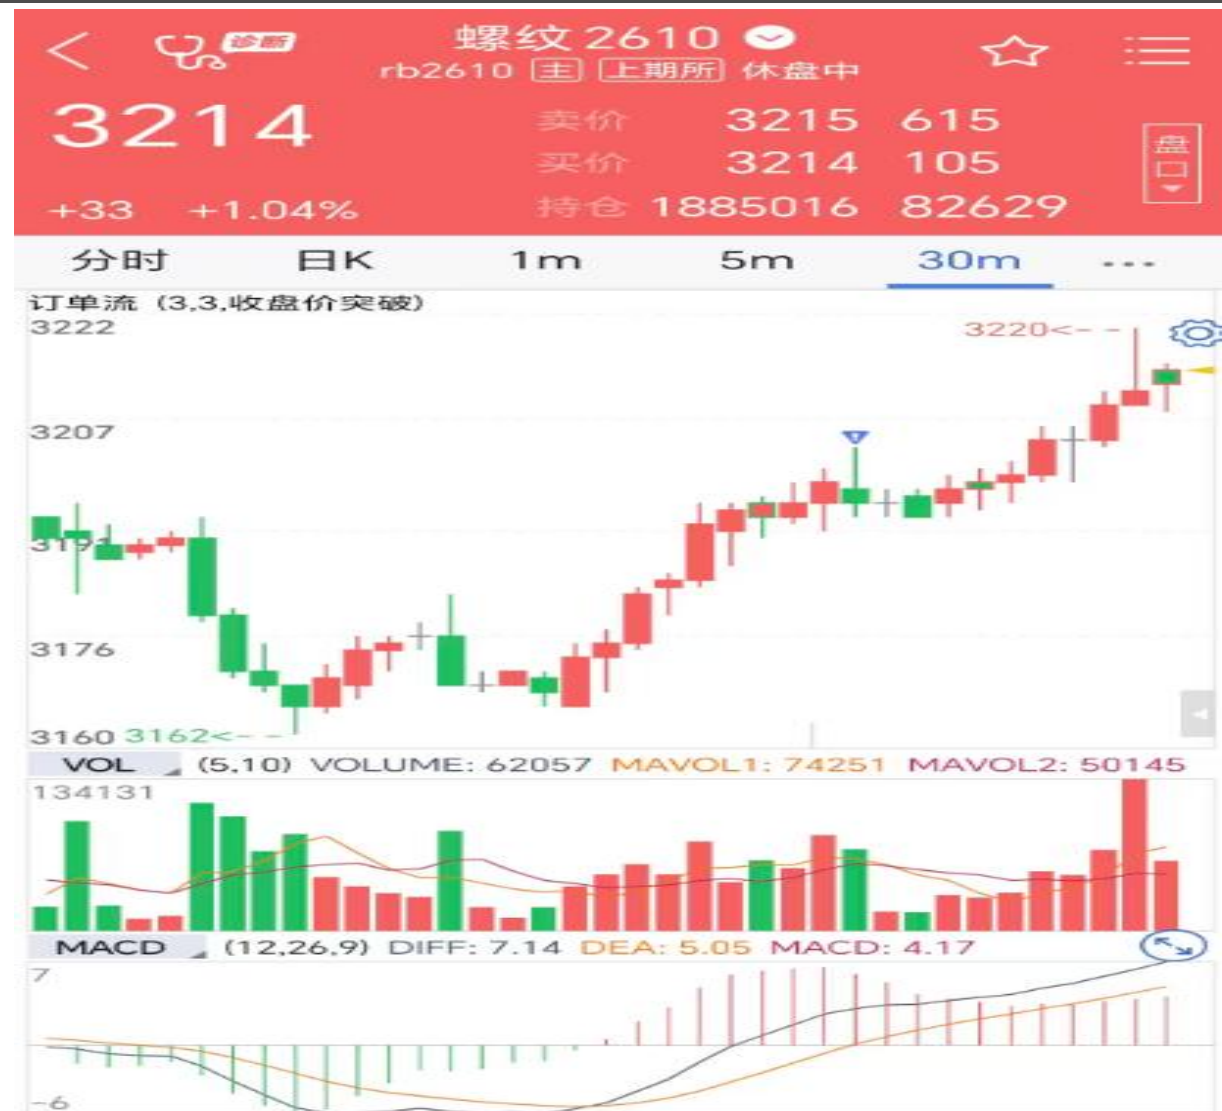 诊断
螺纹2610
rb2610 主 上期所 休盘中
3214
卖价 3215 615
买价 3214 105
盘口
+33 +1.04%
持仓 1885016 82629
分时 日K 1m 5m 30m
订单流 (3,3,收盘价突破)
3222
3220<--
3207
3191
3176
3160 3162<--
VOL (5,10) VOLUME: 62057 MAVOL1: 74251 MAVOL2: 50145
134131
MACD (12,26,9) DIFF: 7.14 DEA: 5.05 MACD: 4.17
7
-6